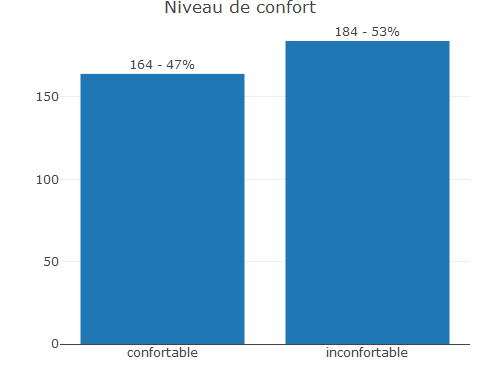 Niveau de confort
184 - 53%
164 - 47%
150
100
50
0
confortable
inconfortable